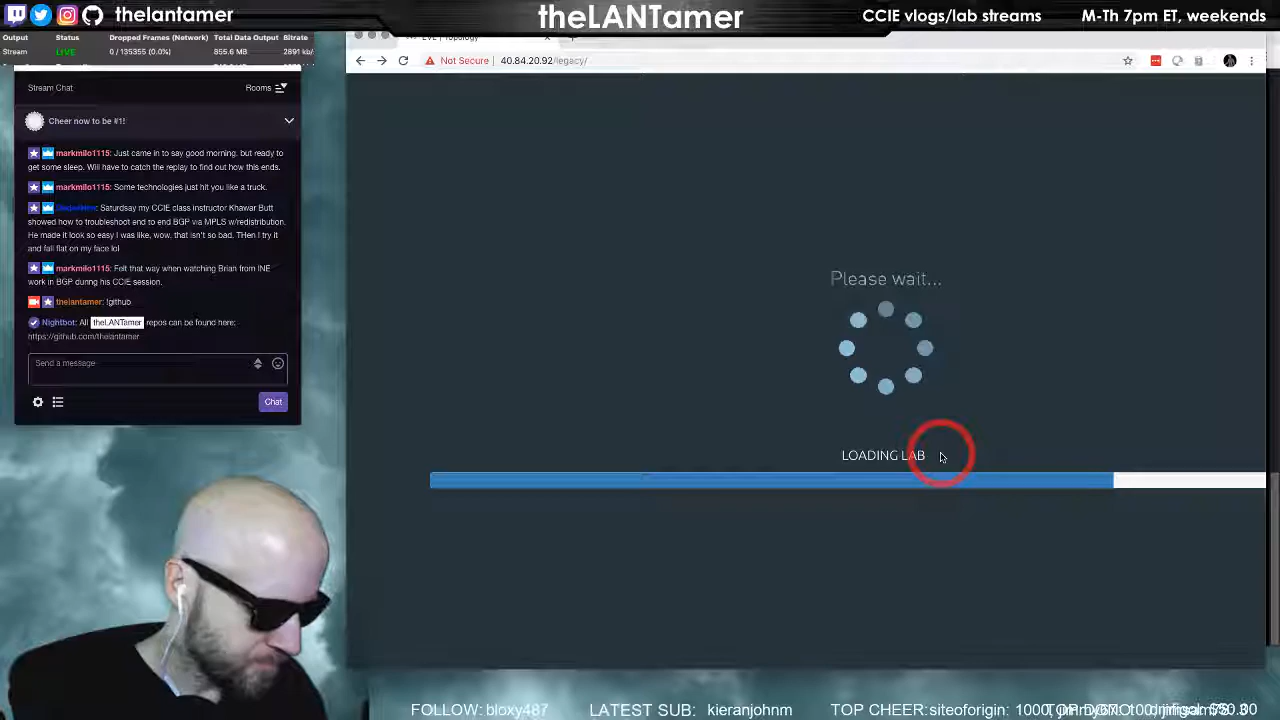 thelantamer
theLANTamer
CCIE vlogs/lab streams
M-Th 7pm ET, weekends
Output Status Dropped Frames (Network) Total Data Output Bitrate
Stream LIVE 0 / 135355 (0.0%) 855.6 MB 2891 kb/
Stream Chat Rooms
Cheer now to be #1!
markmilo1115: Just came in to say good morning, but ready
to get some sleep. Will have to catch the replay to find out how this ends.
markmilo1115: Some technologies just hit you like a truck.
Saturdsay my CCIE class instructor Khawar Butt
showed how to troubleshoot end to end BGP via MPLS w/redistribution.
He made it look so easy I was like, wow. that isn't so bad. THen I try it
and fall flat on my face lol
markmilo1115: Felt that way when watching Brian from INE
work in BGP durning his CCIE session.
thelantamer: !github
Nightbot: All theLANTamer repos can be found here:
https://github.com/thelantamer
Send a message
Chat
EVE | Topology
Not Secure 40.84.20.92/legacy/
Please wait...
LOADING LAB
FOLLOW: bloxy487
LATEST SUB: kieranjohnm
TOP CHEER: siteoforigin: 1000